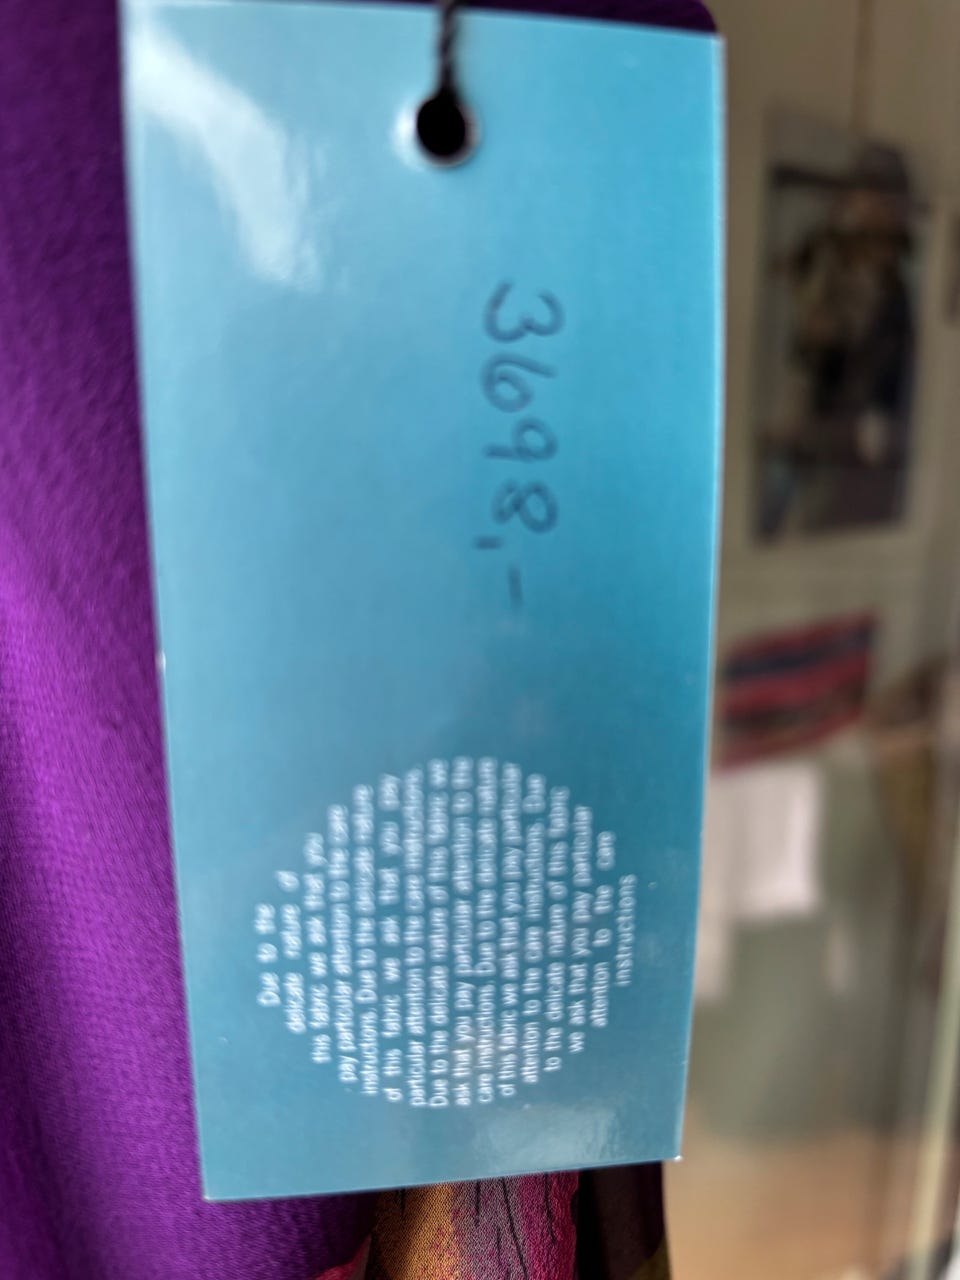 3698,-
Due to the
delicate nature of
this fabric we ask that you
pay particular attention to the care
instructions. Due to the delicate nature
of this fabric we ask that you pay
particular attention to the care instructions
Due to the delicate nature of this fabric we
ask that you pay particular attention to the
care instructions. Due to the delicate nature
of this fabric we ask that you pay particular
attention to the care instructions. Due
to the delicate nature of this fabric
we ask that you pay particular
attention to the care
instructions